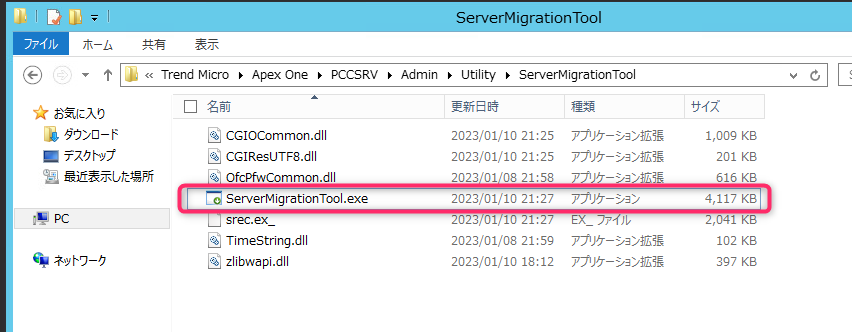 ServerMigrationTool
ファイル ホーム 共有 表示
« Trend Micro ▸ Apex One ▸ PCCSRV ▸ Admin ▸ Utility ▸ ServerMigrationTool
名前 更新日時 種類 サイズ
お気に入り
ダウンロード
デスクトップ
最近表示した場所
PC
ネットワーク
CGIOCommon.dll 2023/01/10 21:25 アプリケーション拡張 1,009 KB
CGIResUTF8.dll 2023/01/10 21:25 アプリケーション拡張 201 KB
OfcPfwCommon.dll 2023/01/08 21:58 アプリケーション拡張 616 KB
ServerMigrationTool.exe 2023/01/10 21:27 アプリケーション 4,117 KB
srec.ex_ 2023/01/10 21:27 EX_ ファイル 2,041 KB
TimeString.dll 2023/01/08 21:59 アプリケーション拡張 102 KB
zlibwapi.dll 2023/01/10 18:12 アプリケーション拡張 397 KB